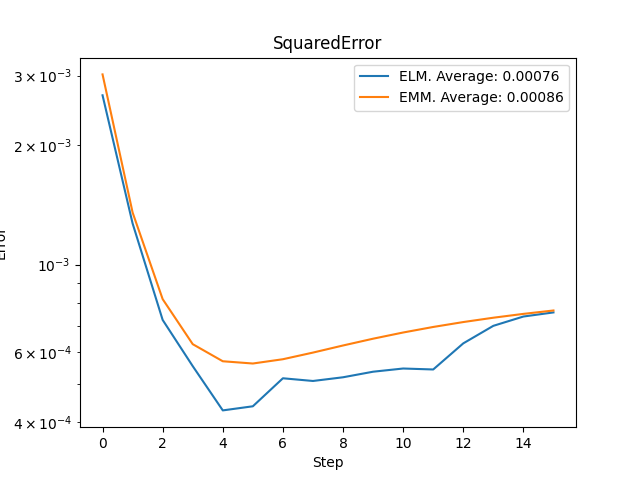 SquaredError
ELM. Average: 0.00076
EMM. Average: 0.00086
3 × 10⁻³
2 × 10⁻³
10⁻³
6 × 10⁻⁴
4 × 10⁻⁴
Error
0 2 4 6 8 10 12 14
Step